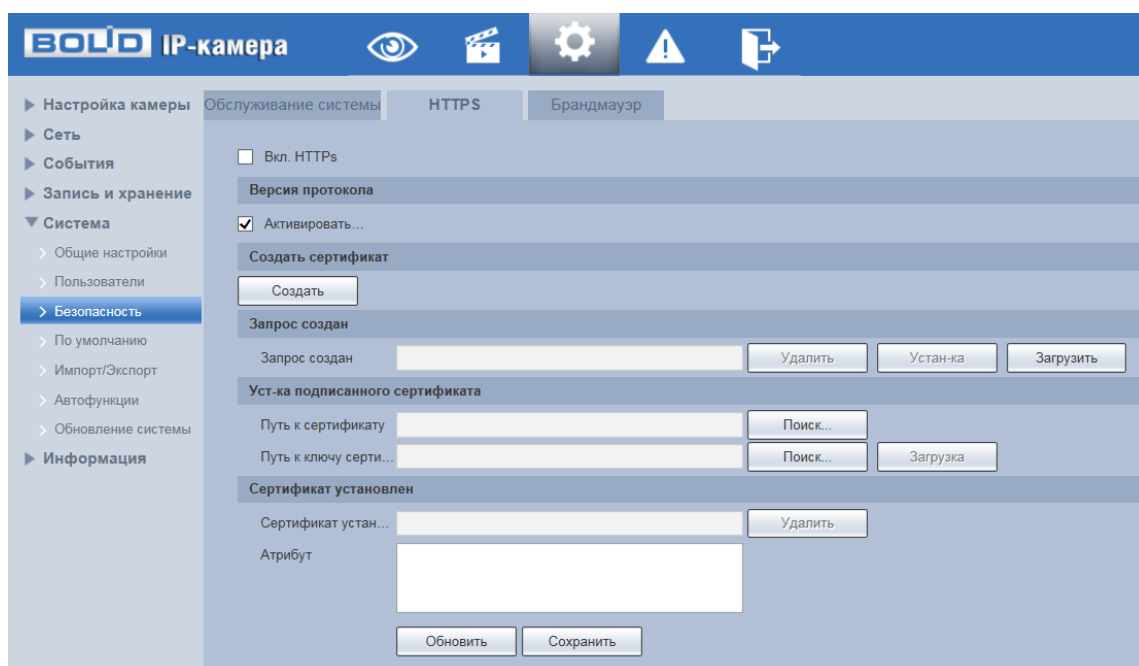 BOLID IP-камера
Настройка камеры
Сеть
События
Запись и хранение
Система
Общие настройки
Пользователи
Безопасность
По умолчанию
Импорт/Экспорт
Автофункции
Обновление системы
Информация
Обслуживание системы HTTPS Брандмауэр
Вкл. HTTPs
Версия протокола
Активировать...
Создать сертификат
Создать
Запрос создан
Запрос создан Удалить Устан-ка Загрузить
Уст-ка подписанного сертификата
Путь к сертификату Поиск...
Путь к ключу серти... Поиск... Загрузка
Сертификат установлен
Сертификат устан... Удалить
Атрибут
Обновить Сохранить